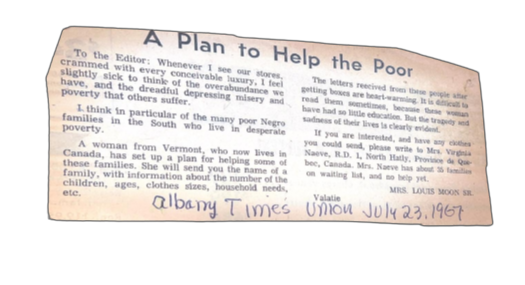 A Plan to Help the Poor
To the Editor: Whenever I see our stores,
crammed with every conceivable luxury, I feel
slightly sick to think of the overabundance we
have, and the dreadful depressing misery and
poverty that others suffer.
I think in particular of the many poor Negro
families in the South who live in desperate
poverty.
A woman from Vermont, who now lives in
Canada, has set up a plan for helping some of
these families. She will send you the name of a
family, with information about the number of the
children, ages, clothes sizes, household needs,
etc.
The letters received from these people after
getting boxes are heart-warming. It is difficult to
read them sometimes, because these women
have had so little education. But the tragedy and
sadness of their lives is clearly evident.
If you are interested, and have any clothes
you could send, please write to Mrs. Virginia
Naeve, R.D. 1, North Hatly, Province de Que-
bec, Canada. Mrs. Naeve has about 35 families
on waiting list, and no help yet.
MRS. LOUIS MOON SR.
Valatie
Albany Times Union July 23, 1967